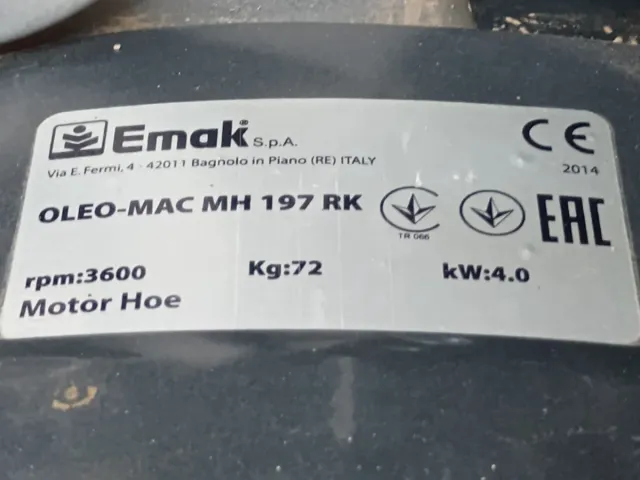 Emak® S.p.A.
Via E. Fermi, 4 - 42011 Bagnolo in Piano (RE) ITALY
CE
2014
OLEO-MAC MH 197 RK
TR 066
EAC
rpm:3600 Kg:72 kW:4.0
Motor Hoe